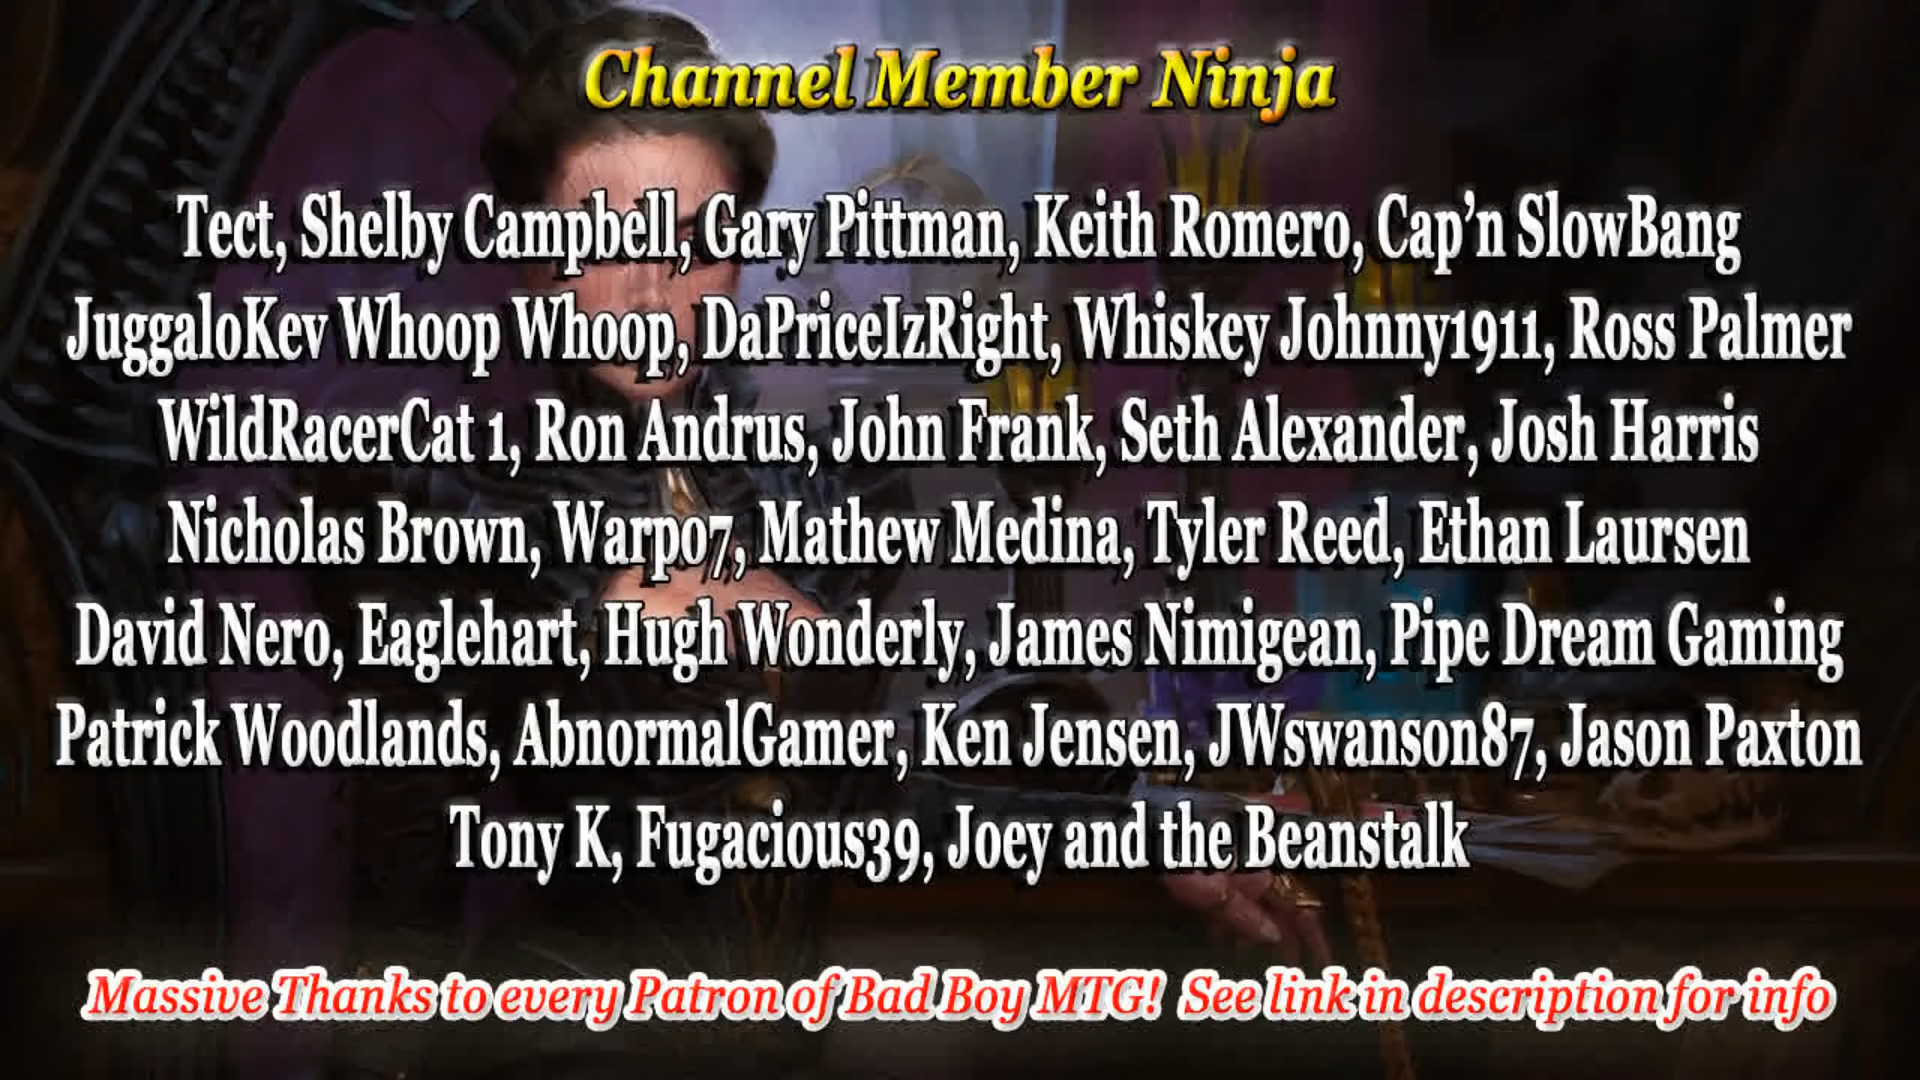 Channel Member Ninja
Tect, Shelby Campbell, Gary Pittman, Keith Romero, Cap’n SlowBang
JuggaloKev Whoop Whoop, DaPriceIzRight, Whiskey Johnny1911, Ross Palmer
WildRacerCat 1, Ron Andrus, John Frank, Seth Alexander, Josh Harris
Nicholas Brown, Warp07, Mathew Medina, Tyler Reed, Ethan Laursen
David Nero, Eaglehart, Hugh Wonderly, James Nimigean, Pipe Dream Gaming
Patrick Woodlands, AbnormalGamer, Ken Jensen, JWswanson87, Jason Paxton
Tony K, Fugacious39, Joey and the Beanstalk
Massive Thanks to every Patron of Bad Boy MTG! See link in description for info